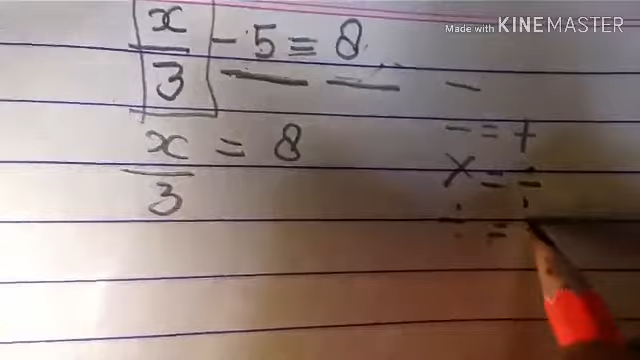 Made with KINEMASTER
x/3 - 5 = 8
x/3 = 8
-
- = +
× = ÷
÷ =